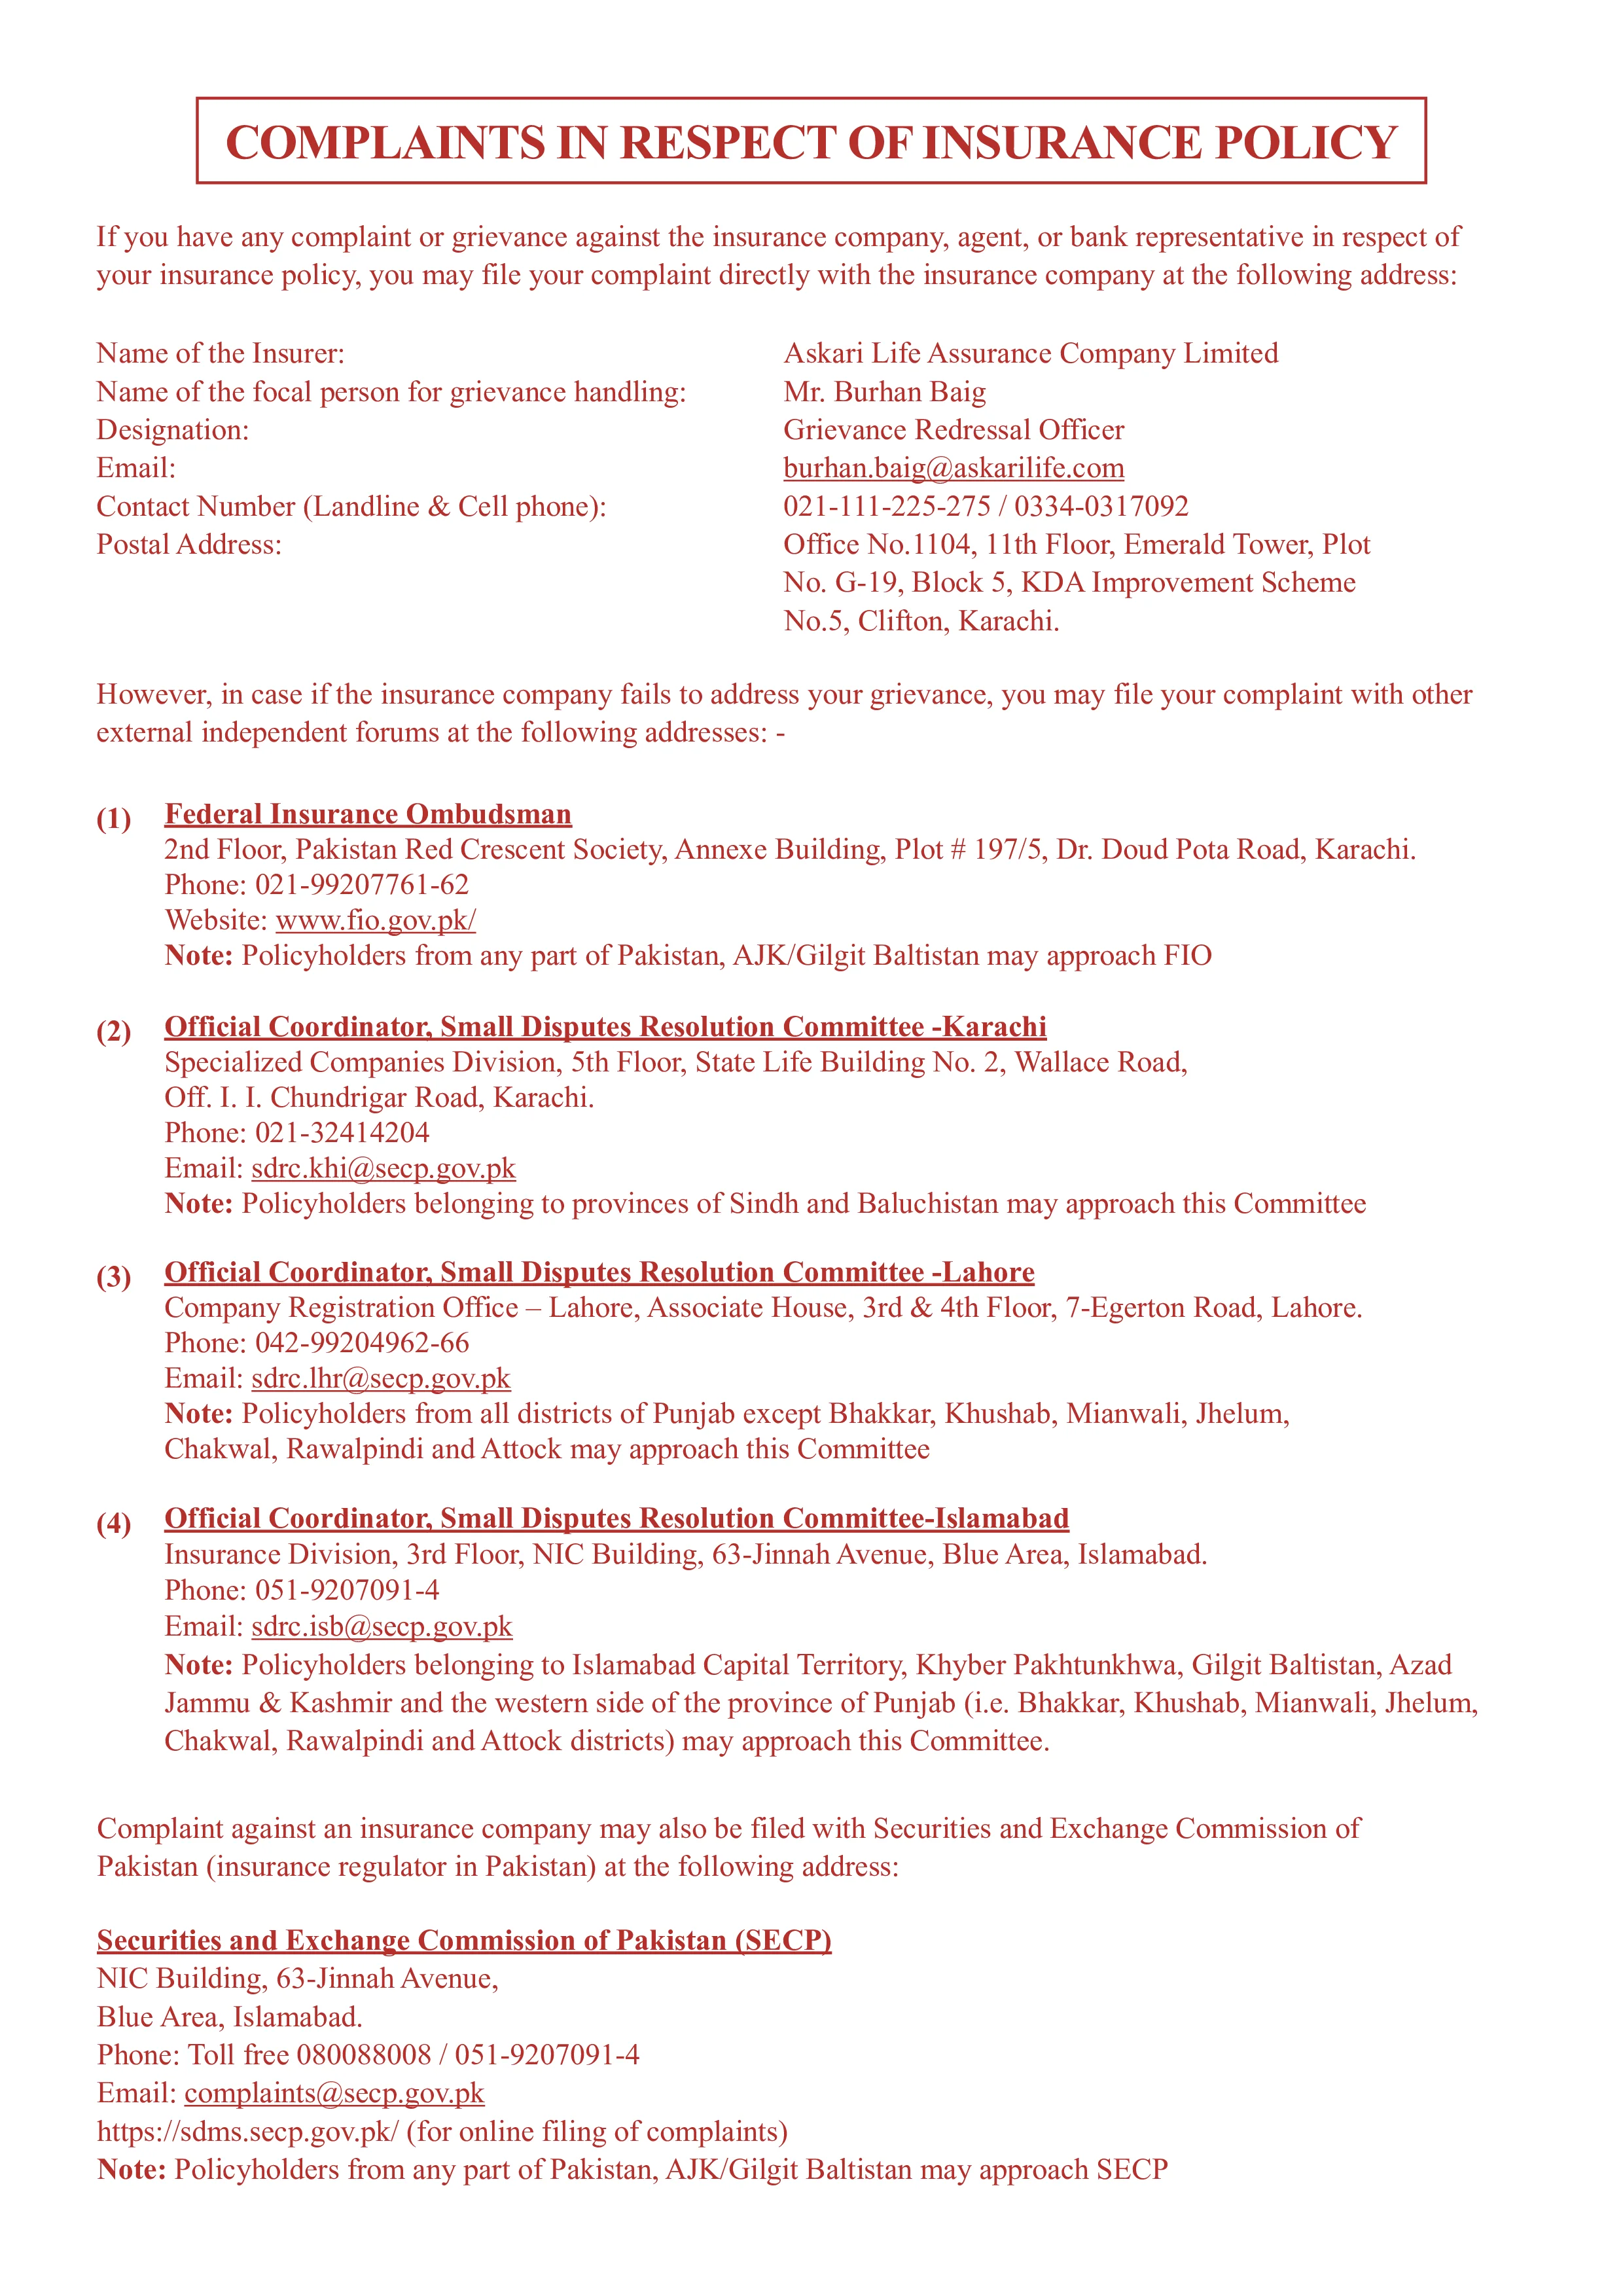 COMPLAINTS IN RESPECT OF INSURANCE POLICY
If you have any complaint or grievance against the insurance company, agent, or bank representative in respect of
your insurance policy, you may file your complaint directly with the insurance company at the following address:
Name of the Insurer: Askari Life Assurance Company Limited
Name of the focal person for grievance handling: Mr. Burhan Baig
Designation: Grievance Redressal Officer
Email: burhan.baig@askarilife.com
Contact Number (Landline & Cell phone): 021-111-225-275 / 0334-0317092
Postal Address: Office No.1104, 11th Floor, Emerald Tower, Plot
No. G-19, Block 5, KDA Improvement Scheme
No.5, Clifton, Karachi.
However, in case if the insurance company fails to address your grievance, you may file your complaint with other
external independent forums at the following addresses: -
(1) Federal Insurance Ombudsman
2nd Floor, Pakistan Red Crescent Society, Annexe Building, Plot # 197/5, Dr. Doud Pota Road, Karachi.
Phone: 021-99207761-62
Website: www.fio.gov.pk/
Note: Policyholders from any part of Pakistan, AJK/Gilgit Baltistan may approach FIO
(2) Official Coordinator, Small Disputes Resolution Committee -Karachi
Specialized Companies Division, 5th Floor, State Life Building No. 2, Wallace Road,
Off. I. I. Chundrigar Road, Karachi.
Phone: 021-32414204
Email: sdrc.khi@secp.gov.pk
Note: Policyholders belonging to provinces of Sindh and Baluchistan may approach this Committee
(3) Official Coordinator, Small Disputes Resolution Committee -Lahore
Company Registration Office – Lahore, Associate House, 3rd & 4th Floor, 7-Egerton Road, Lahore.
Phone: 042-99204962-66
Email: sdrc.lhr@secp.gov.pk
Note: Policyholders from all districts of Punjab except Bhakkar, Khushab, Mianwali, Jhelum,
Chakwal, Rawalpindi and Attock may approach this Committee
(4) Official Coordinator, Small Disputes Resolution Committee-Islamabad
Insurance Division, 3rd Floor, NIC Building, 63-Jinnah Avenue, Blue Area, Islamabad.
Phone: 051-9207091-4
Email: sdrc.isb@secp.gov.pk
Note: Policyholders belonging to Islamabad Capital Territory, Khyber Pakhtunkhwa, Gilgit Baltistan, Azad
Jammu & Kashmir and the western side of the province of Punjab (i.e. Bhakkar, Khushab, Mianwali, Jhelum,
Chakwal, Rawalpindi and Attock districts) may approach this Committee.
Complaint against an insurance company may also be filed with Securities and Exchange Commission of
Pakistan (insurance regulator in Pakistan) at the following address:
Securities and Exchange Commission of Pakistan (SECP)
NIC Building, 63-Jinnah Avenue,
Blue Area, Islamabad.
Phone: Toll free 080088008 / 051-9207091-4
Email: complaints@secp.gov.pk
https://sdms.secp.gov.pk/ (for online filing of complaints)
Note: Policyholders from any part of Pakistan, AJK/Gilgit Baltistan may approach SECP